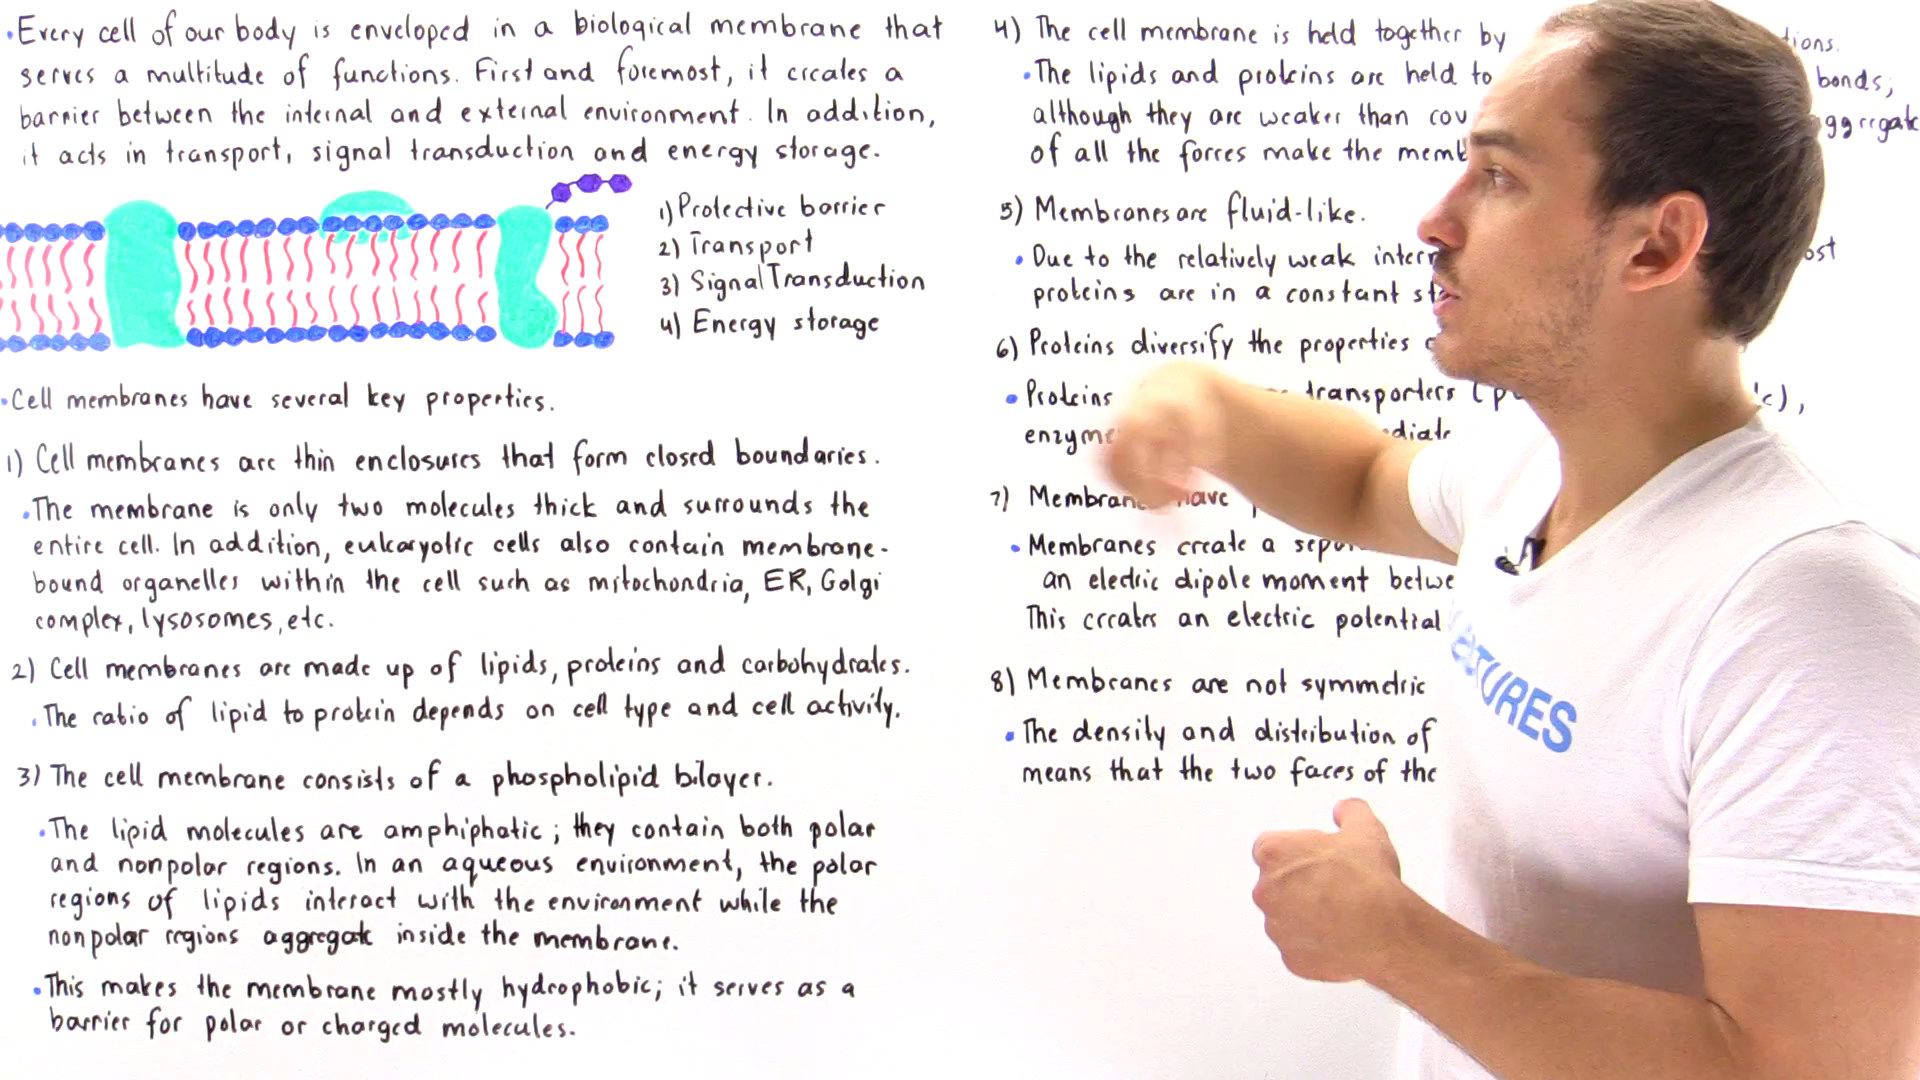 • Every cell of our body is enveloped in a biological membrane that
serves a multitude of functions. First and foremost, it creates a
barrier between the internal and external environment. In addition,
it acts in transport, signal transduction and energy storage.
1) Protective barrier
2) Transport
3) Signal Transduction
4) Energy storage
• Cell membranes have several key properties.
1) Cell membranes are thin enclosures that form closed boundaries.
• The membrane is only two molecules thick and surrounds the
entire cell. In addition, eukaryotic cells also contain membrane-
bound organelles within the cell such as mitochondria, ER, Golgi
complex, lysosomes, etc.
2) Cell membranes are made up of lipids, proteins and carbohydrates.
• The ratio of lipid to protein depends on cell type and cell activity.
3) The cell membrane consists of a phospholipid bilayer.
• The lipid molecules are amphiphatic; they contain both polar
and nonpolar regions. In an aqueous environment, the polar
regions of lipids interact with the environment while the
nonpolar regions aggregate inside the membrane.
• This makes the membrane mostly hydrophobic; it serves as a
barrier for polar or charged molecules.
4) The cell membrane is held together by tions.
• The lipids and proteins are held to bonds;
although they are weaker than cov aggregate
of all the forces make the memb
5) Membranes are fluid-like.
• Due to the relatively weak inter ost
proteins are in a constant st
6) Proteins diversify the properties
• Proteins transporters (p c),
enzyme diate
7) Membran have
• Membranes create a sep
an electric dipole moment betwe
This creates an electric potential
8) Membranes are not symmetric
• The density and distribution of
means that the two faces of the
CTURES